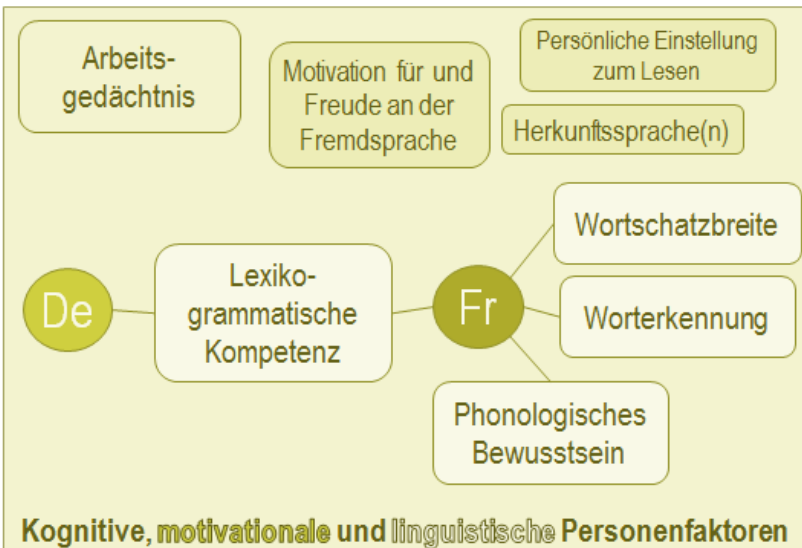 Arbeits-
gedächtnis
Motivation für und
Freude an der
Fremdsprache
Persönliche Einstellung
zum Lesen
Herkunftssprache(n)
De
Lexiko-
grammatische
Kompetenz
Fr
Wortschatzbreite
Worterkennung
Phonologisches
Bewusstsein
Kognitive, motivationale und linguistische Personenfaktoren